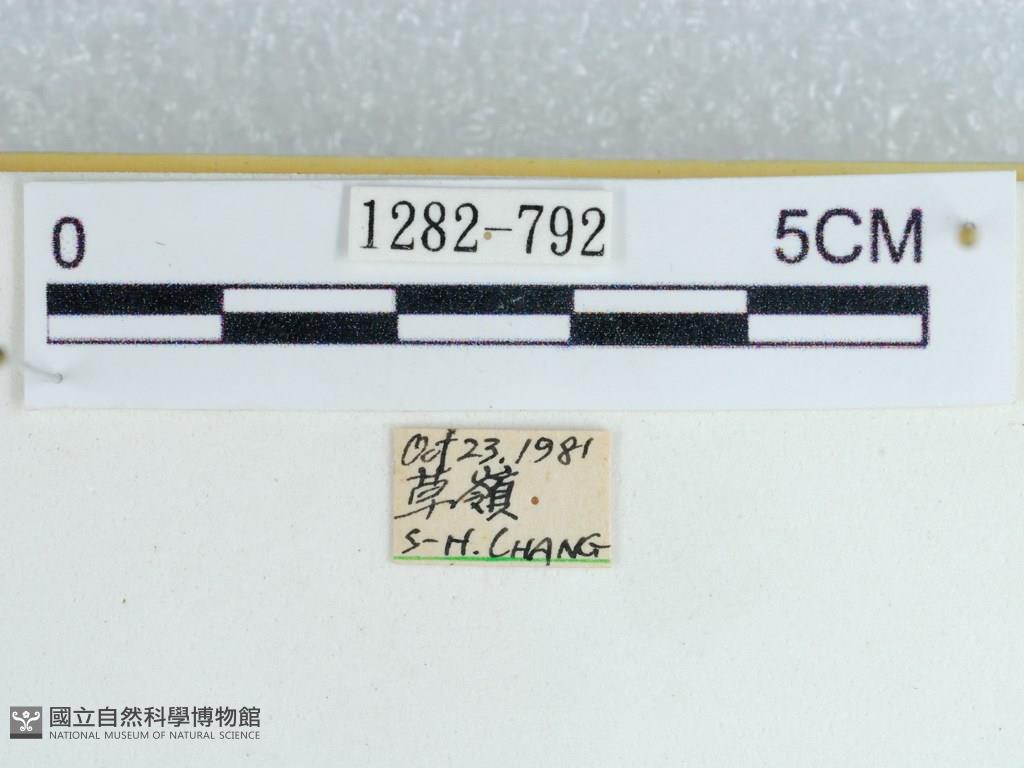 0
1282-792
5CM
Oct 23.1981
草嶺
S-H.CHANG
國立自然科學博物館
NATIONAL MUSEUM OF NATURAL SCIENCE